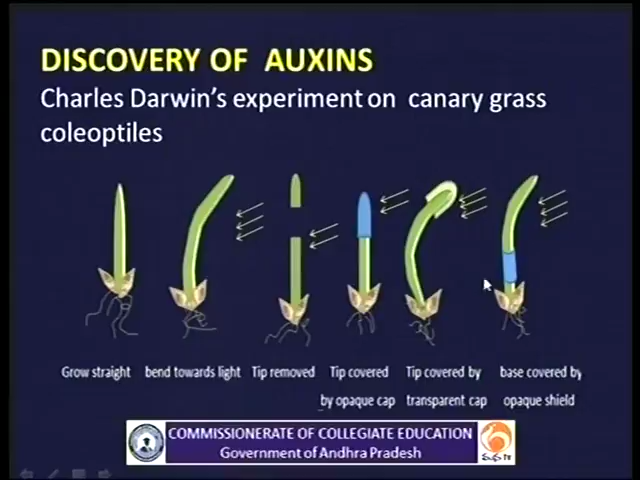 DISCOVERY OF AUXINS
Charles Darwin's experiment on canary grass
coleoptiles
Grow straight bend towards light Tip removed Tip covered Tip covered by base covered by
by opaque cap transparent cap opaque shield
COMMISSIONERATE OF COLLEGIATE EDUCATION
Government of Andhra Pradesh